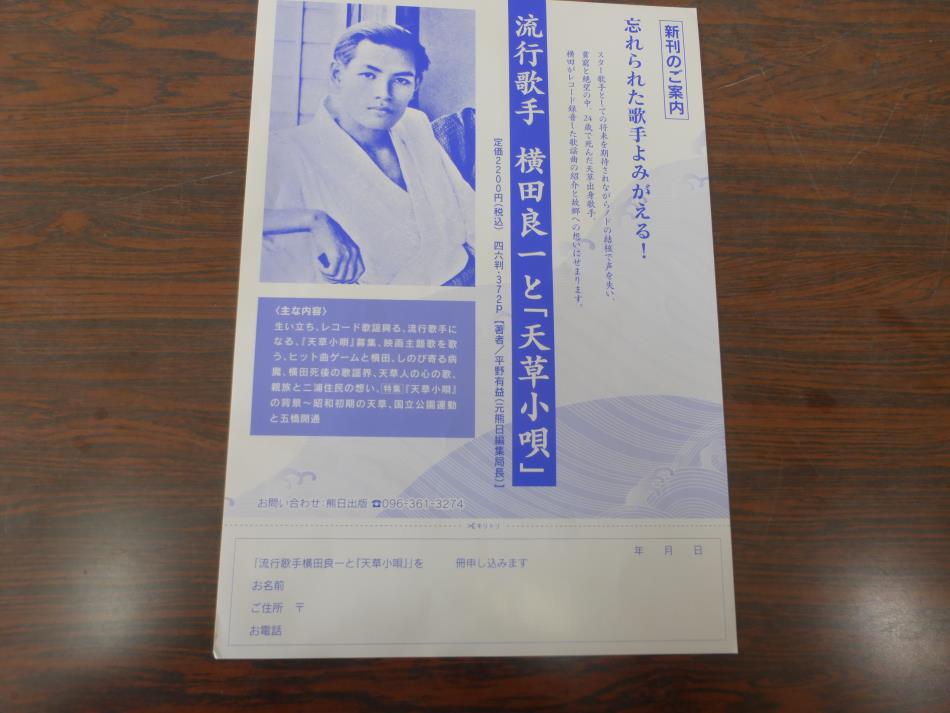 新刊のご案内
忘れられた歌手よみがえる!
スター歌手としての将来を期待されながらノドの結核で声を失い、
貧窮と絶望の中、24歳で死んだ天草出身歌手。
横田がレコード録音した歌謡曲の紹介と故郷への想いにせまります。
流行歌手 横田良一と「天草小唄」
定価2200円(税込) 四六判・372P 【著者/平野有益(元熊日編集局長)】
〈主な内容〉
生い立ち、レコード歌謡興る、流行歌手に
なる、『天草小唄』募集、映画主題歌を歌
う、ヒット曲ゲームと横田、しのび寄る病
魔、横田死後の歌謡界、天草人の心の歌、
親族と二浦住民の想い、[特集]『天草小唄』
の背景~昭和初期の天草、国立公園運動
と五橋開通
お問い合わせ:熊日出版 ☎096-361-3274
✂キリトリ
年 月 日
「流行歌手横田良一と『天草小唄』」を 冊申し込みます
お名前
ご住所 〒
お電話